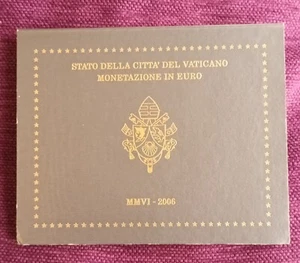 STATO DELLA CITTA' DEL VATICANO
MONETAZIONE IN EURO
MMVI - 2006